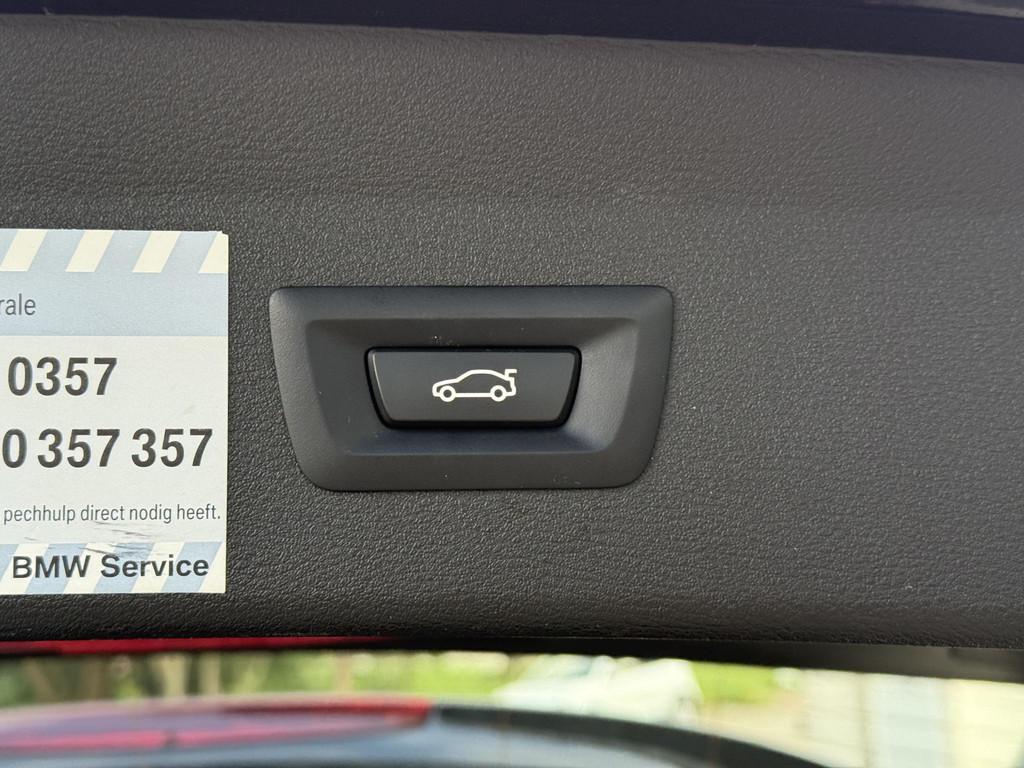 rale
0357
0 357 357
pechhulp direct nodig heeft.
BMW Service